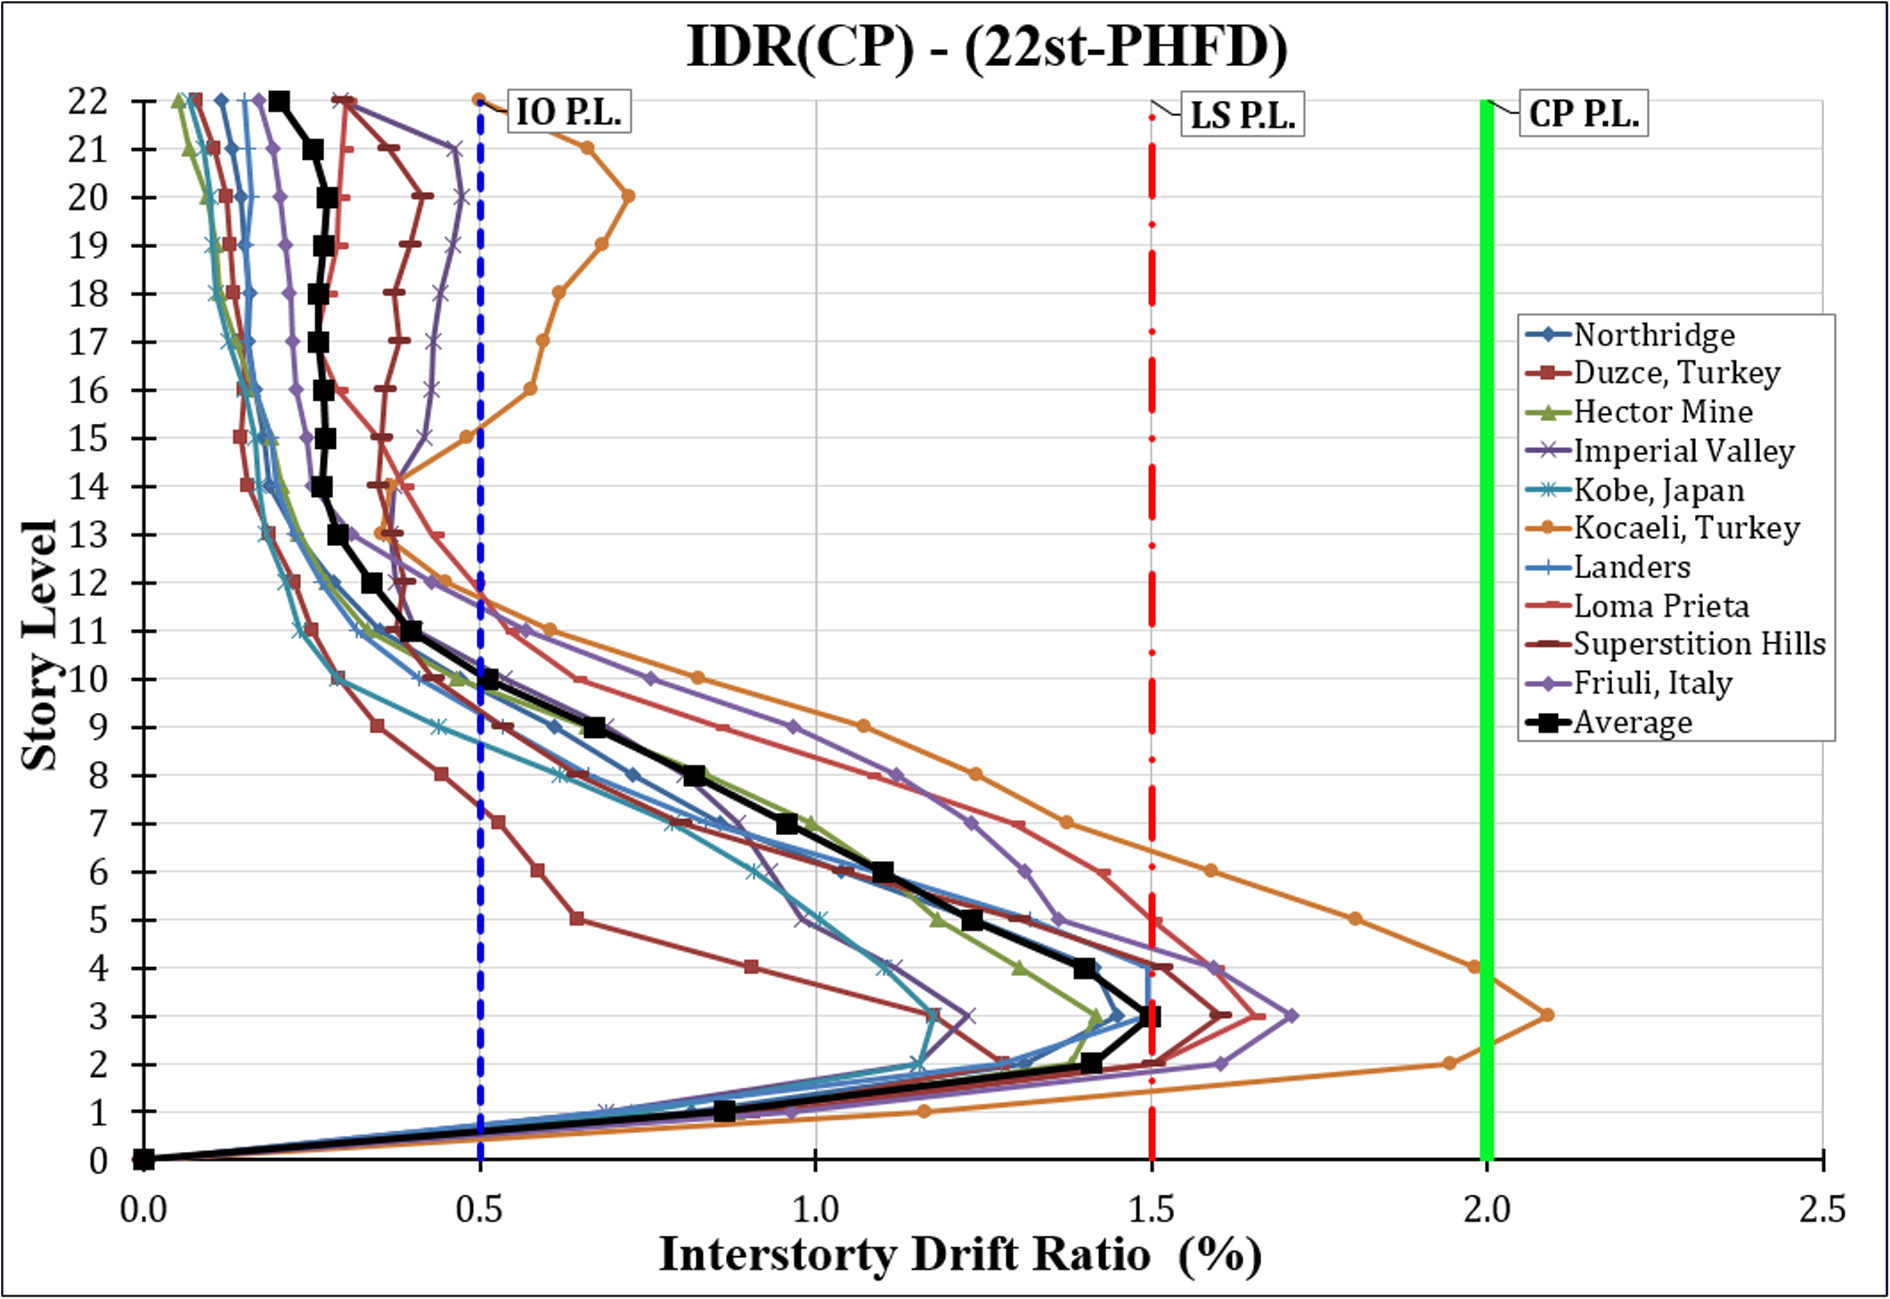 IDR(CP) - (22st-PHFD)
IO P.L.
LS P.L.
CP P.L.
22
21
20
19
18
17
16
15
14
13
12
11
10
9
8
7
6
5
4
3
2
1
0
Story Level
Northridge
Duzce, Turkey
Hector Mine
Imperial Valley
Kobe, Japan
Kocaeli, Turkey
Landers
Loma Prieta
Superstition Hills
Friuli, Italy
Average
0.0 0.5 1.0 1.5 2.0 2.5
Interstorty Drift Ratio (%)